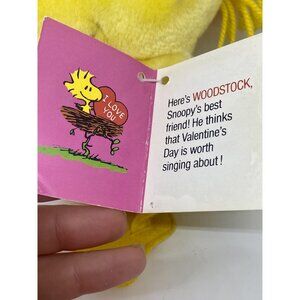 I LOVE
YOU
Here's WOODSTOCK,
Snoopy's best
friend! He thinks
that Valentine's
Day is worth
singing about!